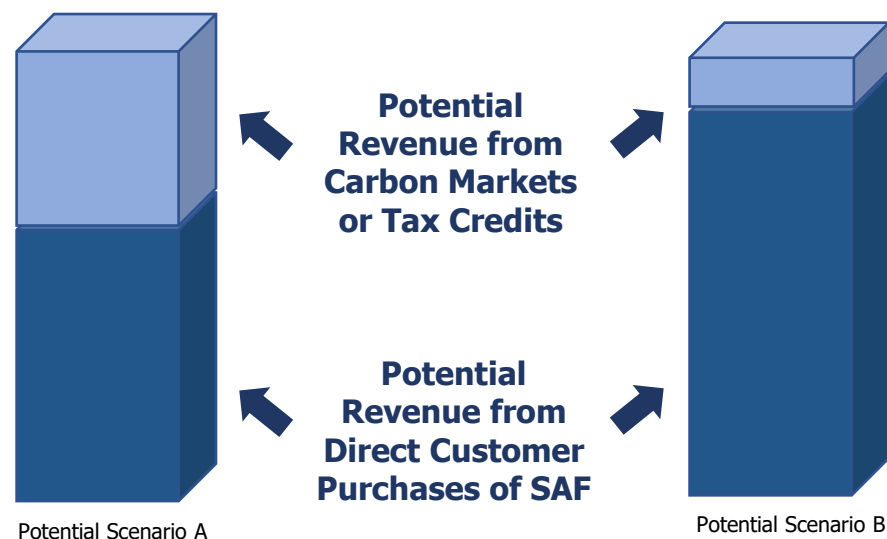 Potential
Revenue from
Carbon Markets
or Tax Credits
Potential
Revenue from
Direct Customer
Purchases of SAF
Potential Scenario A
Potential Scenario B